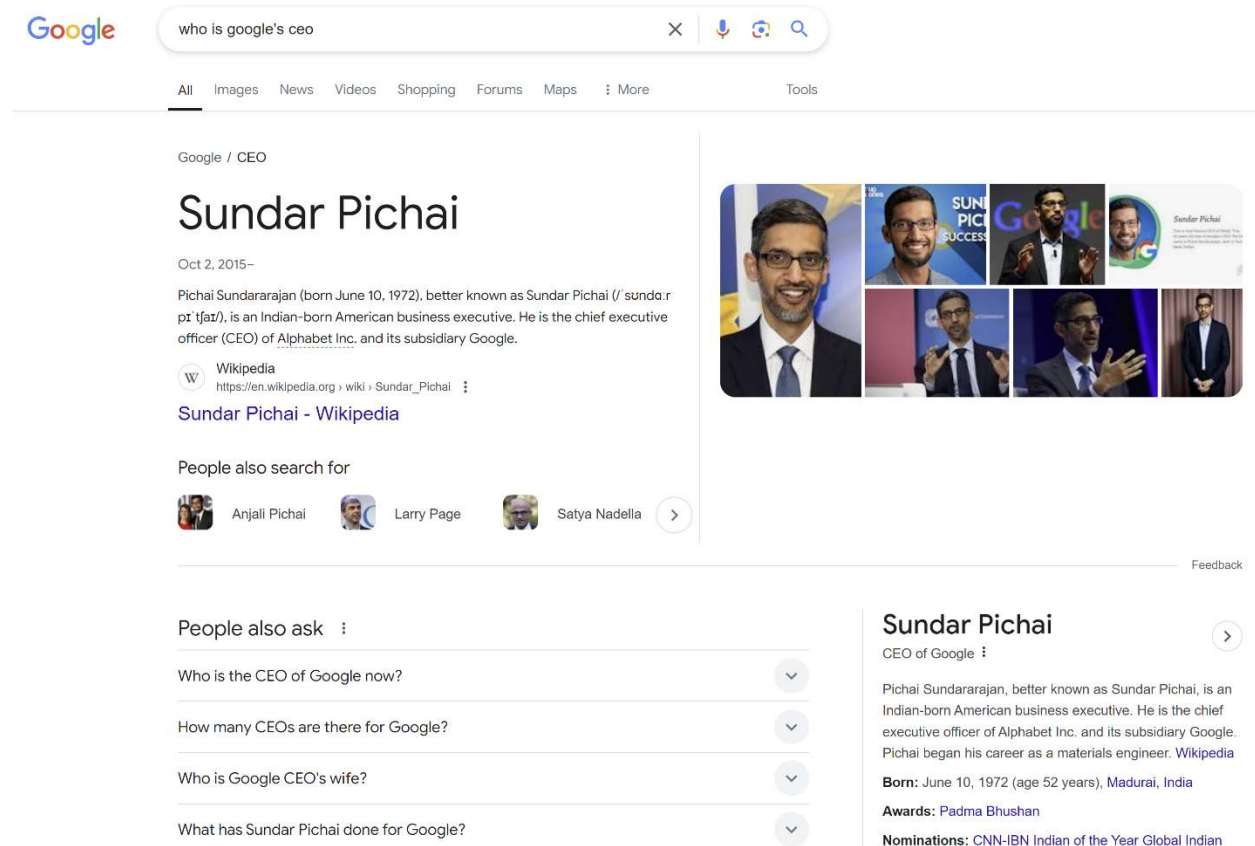 Google
who is google's ceo
All Images News Videos Shopping Forums Maps More Tools
Google / CEO
Sundar Pichai
Oct 2, 2015–
Pichai Sundararajan (born June 10, 1972), better known as Sundar Pichai (/ˈsʊndɑːr
pɪˈtʃaɪ/), is an Indian-born American business executive. He is the chief executive
officer (CEO) of Alphabet Inc. and its subsidiary Google.
W
Wikipedia
https://en.wikipedia.org › wiki › Sundar_Pichai
Sundar Pichai - Wikipedia
People also search for
Anjali Pichai Larry Page Satya Nadella
SUCCESS
Google
Sundar Pichai
G
Feedback
People also ask
Who is the CEO of Google now?
How many CEOs are there for Google?
Who is Google CEO's wife?
What has Sundar Pichai done for Google?
Sundar Pichai
CEO of Google
Pichai Sundararajan, better known as Sundar Pichai, is an
Indian-born American business executive. He is the chief
executive officer of Alphabet Inc. and its subsidiary Google.
Pichai began his career as a materials engineer. Wikipedia
Born: June 10, 1972 (age 52 years), Madurai, India
Awards: Padma Bhushan
Nominations: CNN-IBN Indian of the Year Global Indian